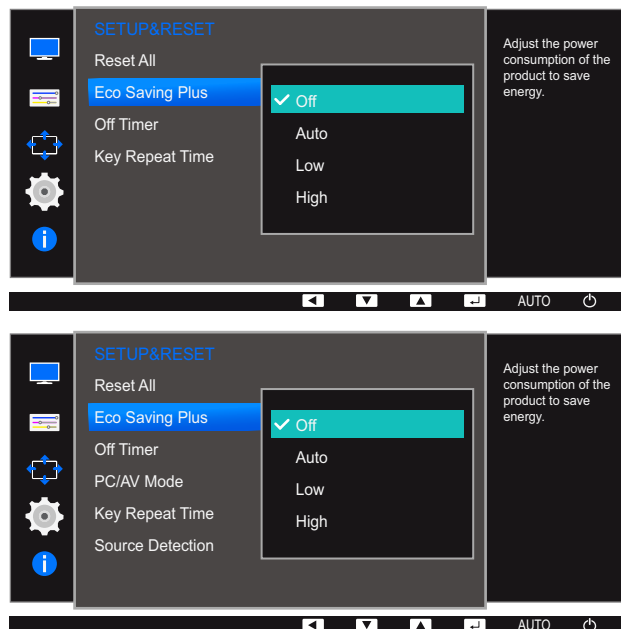 SETUP&RESET
Reset All
Eco Saving Plus
Off Timer
Key Repeat Time
Off
Auto
Low
High
Adjust the power
consumption of the
product to save
energy.
AUTO
SETUP&RESET
Reset All
Eco Saving Plus
Off Timer
PC/AV Mode
Key Repeat Time
Source Detection
Off
Auto
Low
High
Adjust the power
consumption of the
product to save
energy.
AUTO